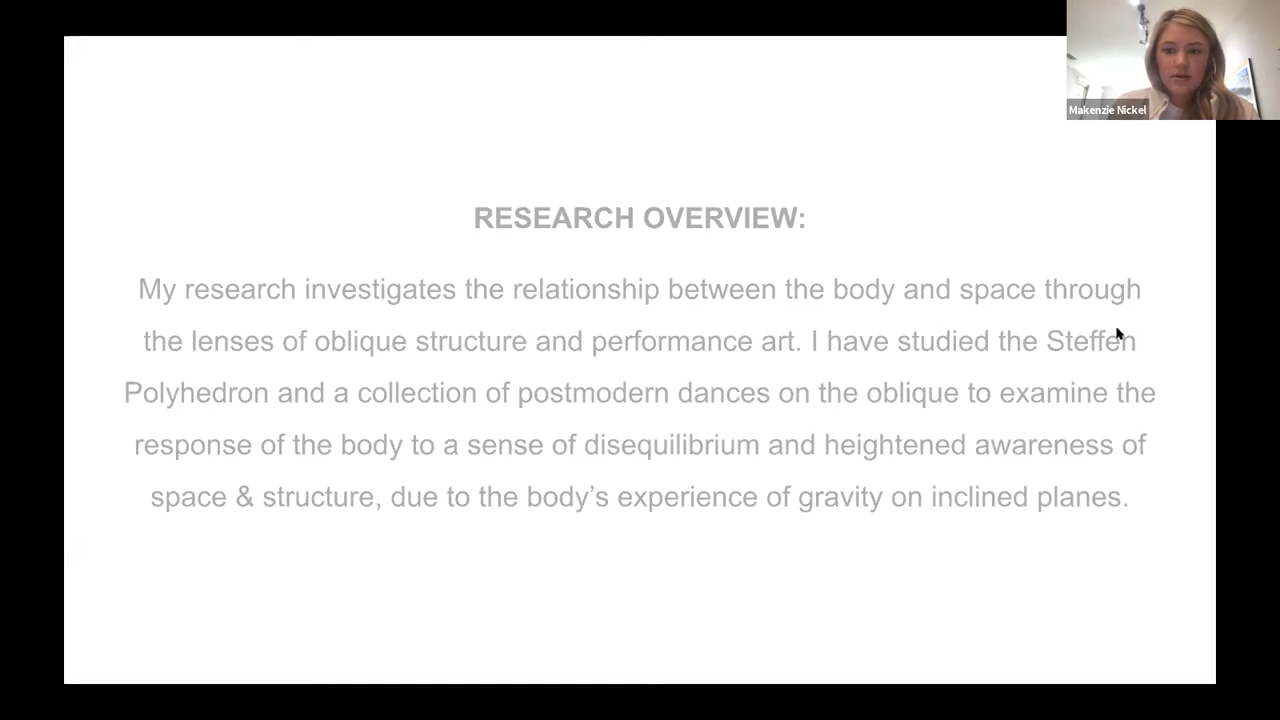 Makenzie Nickel
RESEARCH OVERVIEW:
My research investigates the relationship between the body and space through
the lenses of oblique structure and performance art. I have studied the Steffen
Polyhedron and a collection of postmodern dances on the oblique to examine the
response of the body to a sense of disequilibrium and heightened awareness of
space & structure, due to the body’s experience of gravity on inclined planes.